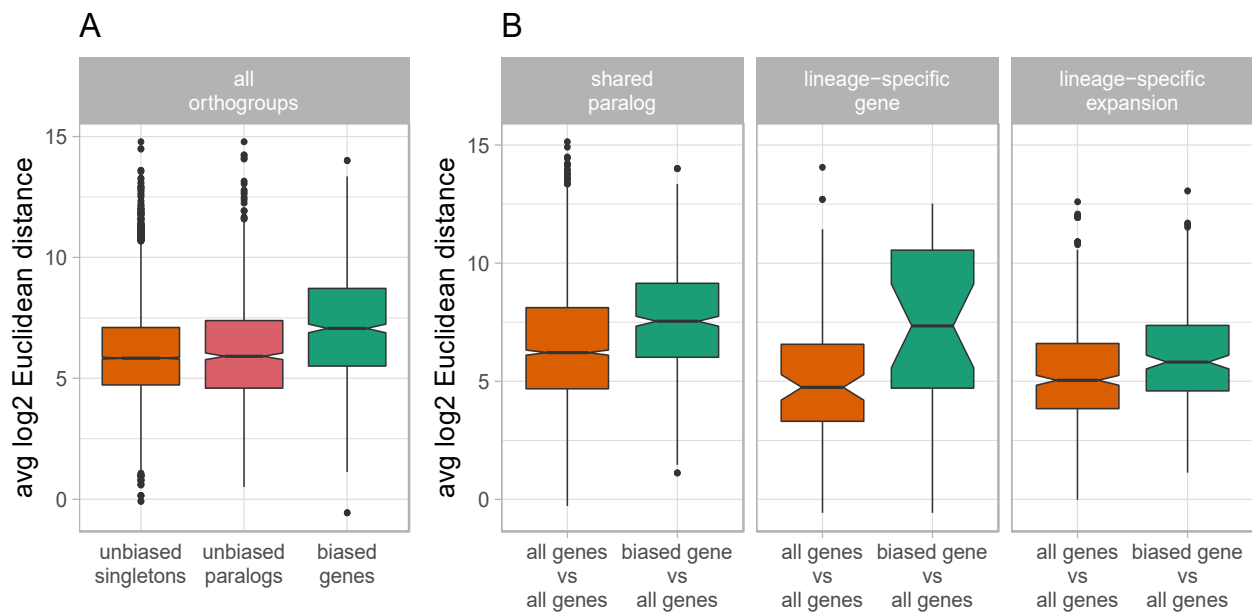 A
all
orthogroups
avg log2 Euclidean distance
15
10
5
0
unbiased
singletons
unbiased
paralogs
biased
genes
B
shared
paralog
lineage−specific
gene
lineage−specific
expansion
avg log2 Euclidean distance
15
10
5
0
all genes
vs
all genes
biased gene
vs
all genes
all genes
vs
all genes
biased gene
vs
all genes
all genes
vs
all genes
biased gene
vs
all genes